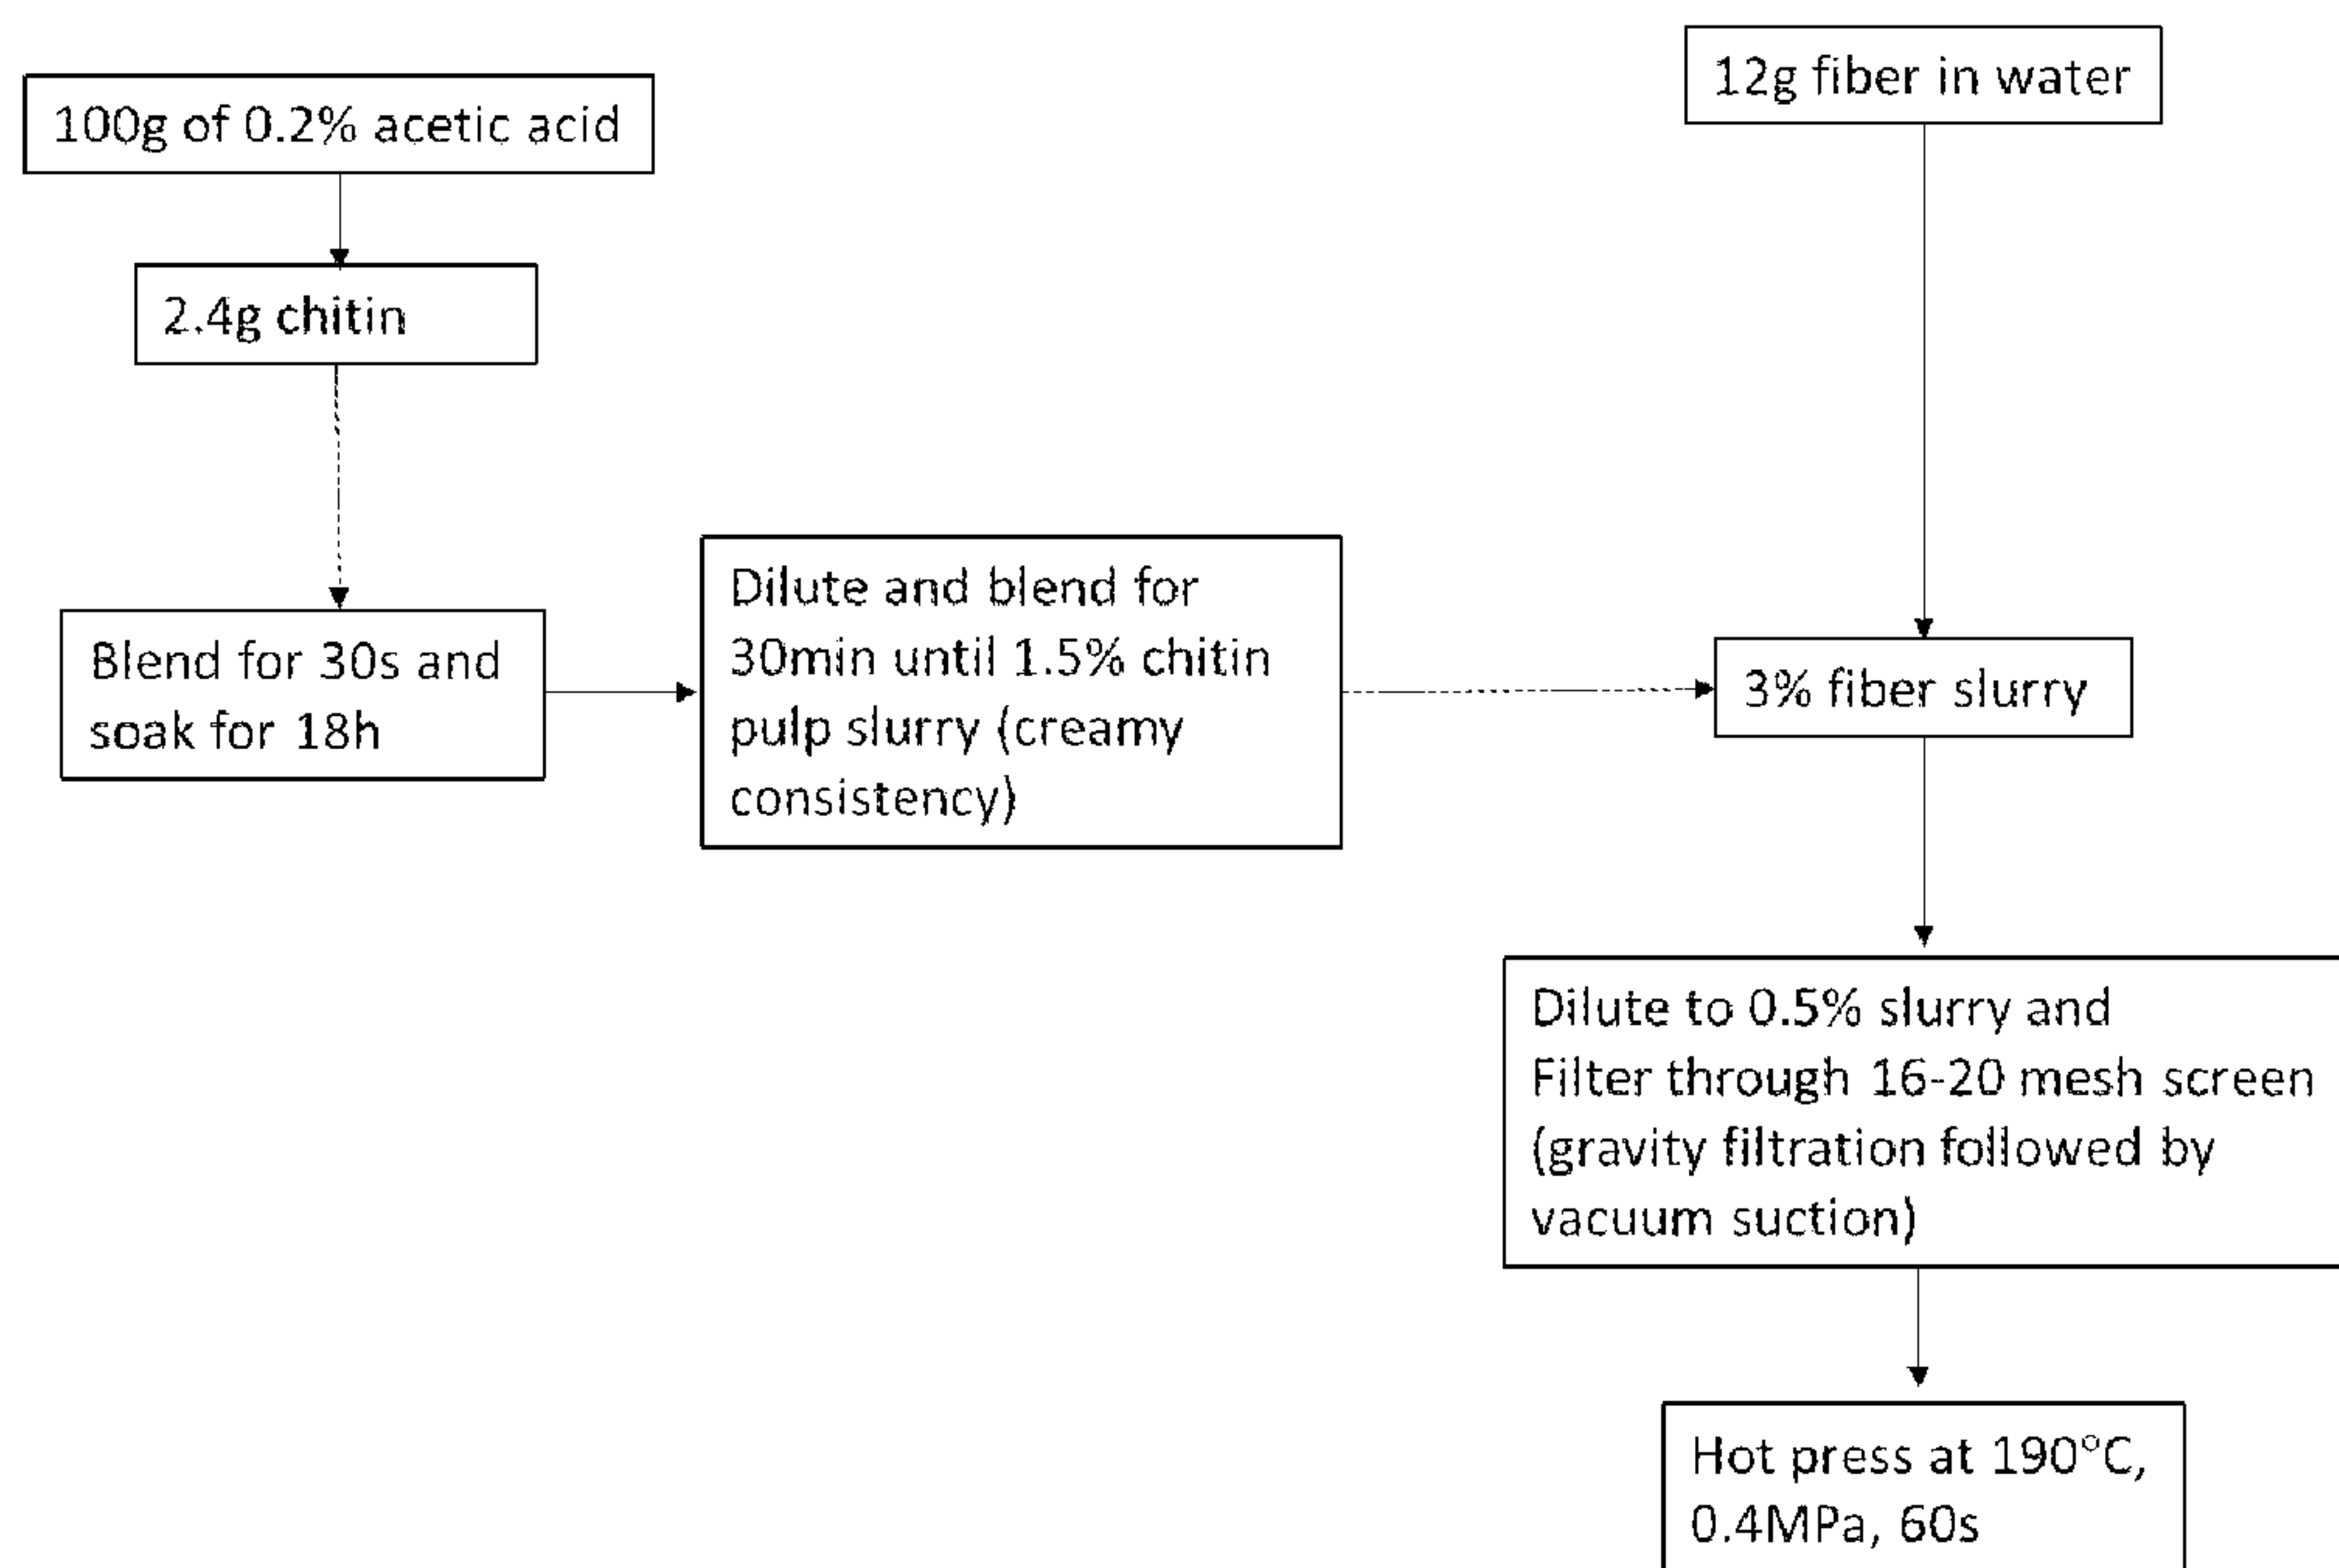 100g of 0.2% acetic acid
2.4g chitin
Blend for 30s and
soak for 18h
Dilute and blend for
30min until 1.5% chitin
pulp slurry (creamy
consistency)
12g fiber in water
3% fiber slurry
Dilute to 0.5% slurry and
Filter through 16-20 mesh screen
(gravity filtration followed by
vacuum suction)
Hot press at 190°C,
0.4MPa, 60s